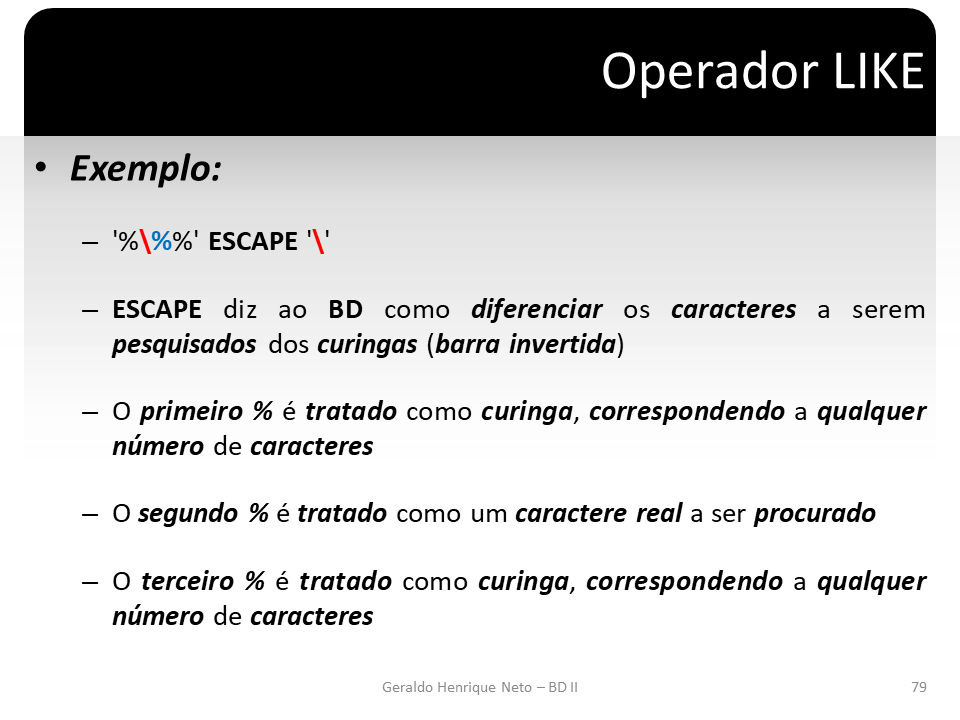 Operador LIKE
• Exemplo:
– '%\%%' ESCAPE '\'
– ESCAPE diz ao BD como diferenciar os caracteres a serem
pesquisados dos curingas (barra invertida)
– O primeiro % é tratado como curinga, correspondendo a qualquer
número de caracteres
– O segundo % é tratado como um caractere real a ser procurado
– O terceiro % é tratado como curinga, correspondendo a qualquer
número de caracteres
Geraldo Henrique Neto – BD II
79